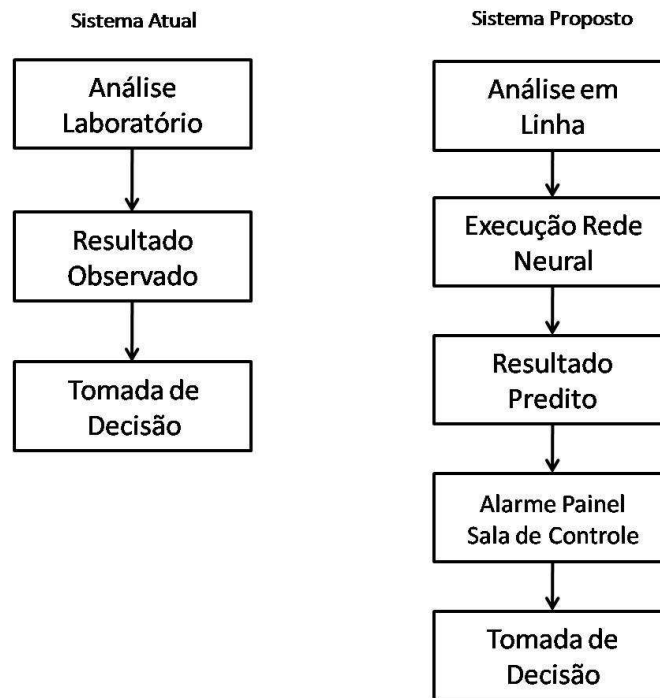 Sistema Atual
Análise
Laboratório
Resultado
Observado
Tomada de
Decisão
Sistema Proposto
Análise em
Linha
Execução Rede
Neural
Resultado
Predito
Alarme Painel
Sala de Controle
Tomada de
Decisão